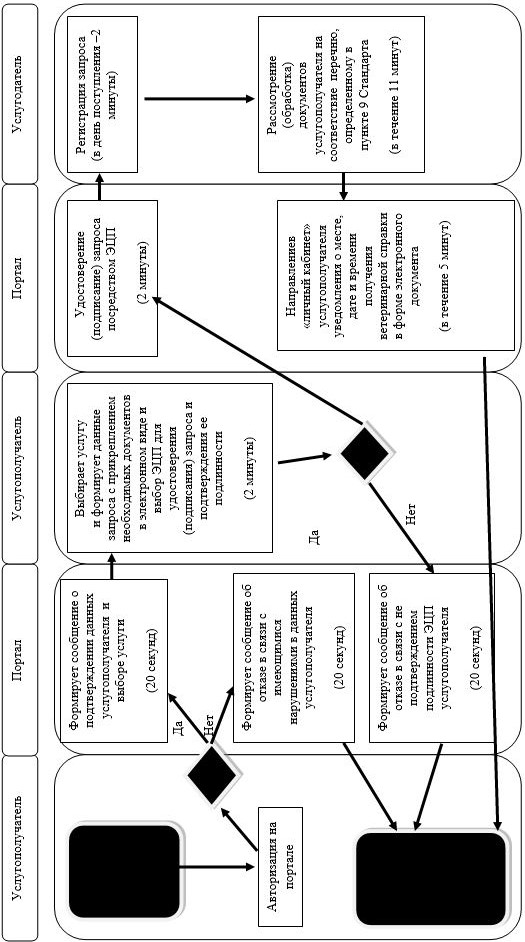 Услугополучатель
Портал
Услугополучатель
Портал
Услугодатель
Авторизация на
портале
Да
Нет
Формирует сообщение о
подтверждении данных
услугополучателя и
выборе услуги
(20 секунд)
Формирует сообщение об
отказе в связи с
имеющимися
нарушениями в данных
услугополучателя
(20 секунд)
Формирует сообщение об
отказе в связи с не
подтверждением
подлинности ЭЦП
услугополучателя
(20 секунд)
Выбирает услугу
и формирует данные
запроса с прикреплением
необходимых документов
в электронном виде и
выбор ЭЦП для
удостоверения
(подписания) запроса и
подтверждения ее
подлинности
(2 минуты)
Да
Нет
Удостоверение
(подписание) запроса
посредством ЭЦП
(2 минуты)
Направлениев
«личный кабинет»
услугополучателя
уведомления о месте,
дате и времени
получения
ветеринарной справки
в форме электронного
документа
(в течение 5 минут)
Регистрация запроса
(в день поступления –2
минуты)
Рассмотрение
(обработка)
документов
услугополучателя на
соответствие перечню,
определенному в
пункте 9 Стандарта
(в течение 11 минут)